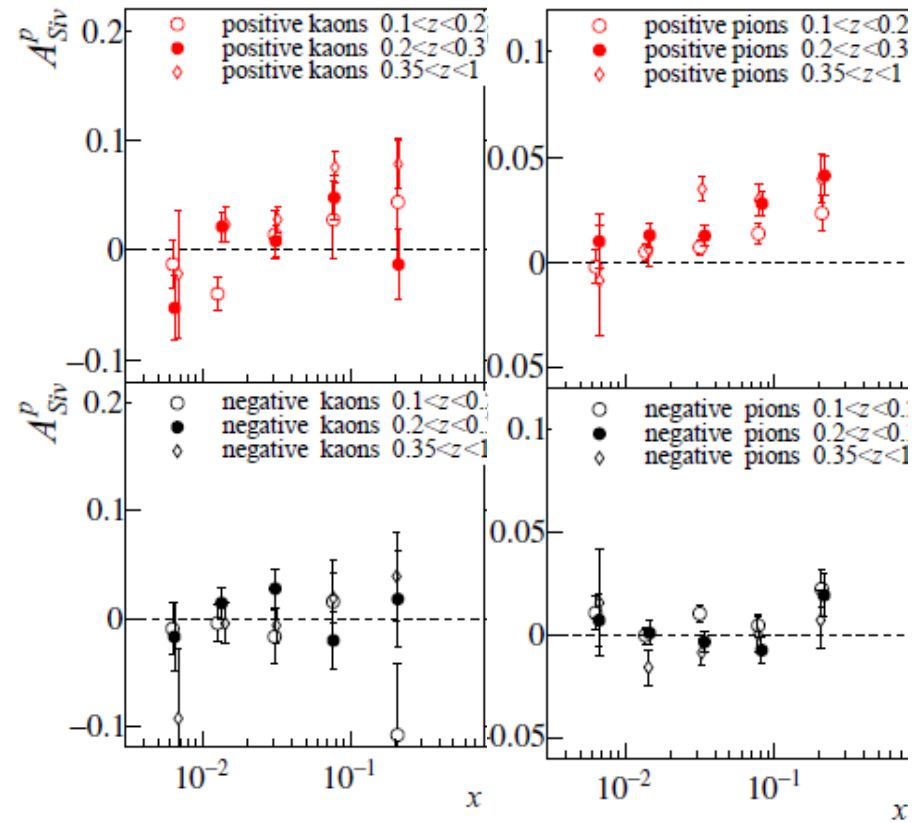 A^p_Siv
0.2
positive kaons 0.1<z<0.2
positive kaons 0.2<z<0.3
positive kaons 0.35<z<1
0.1
0
−0.1
positive pions 0.1<z<0.2
positive pions 0.2<z<0.3
positive pions 0.35<z<1
0.1
0.05
0
0.05
A^p_Siv
0.2
negative kaons 0.1<z<0.
negative kaons 0.2<z<0.
negative kaons 0.35<z<1
0.1
0
−0.1
10⁻²
10⁻¹
x
negative pions 0.1<z<0.
negative pions 0.2<z<0.
negative pions 0.35<z<1
0.1
0.05
0
0.05
10⁻²
10⁻¹
x